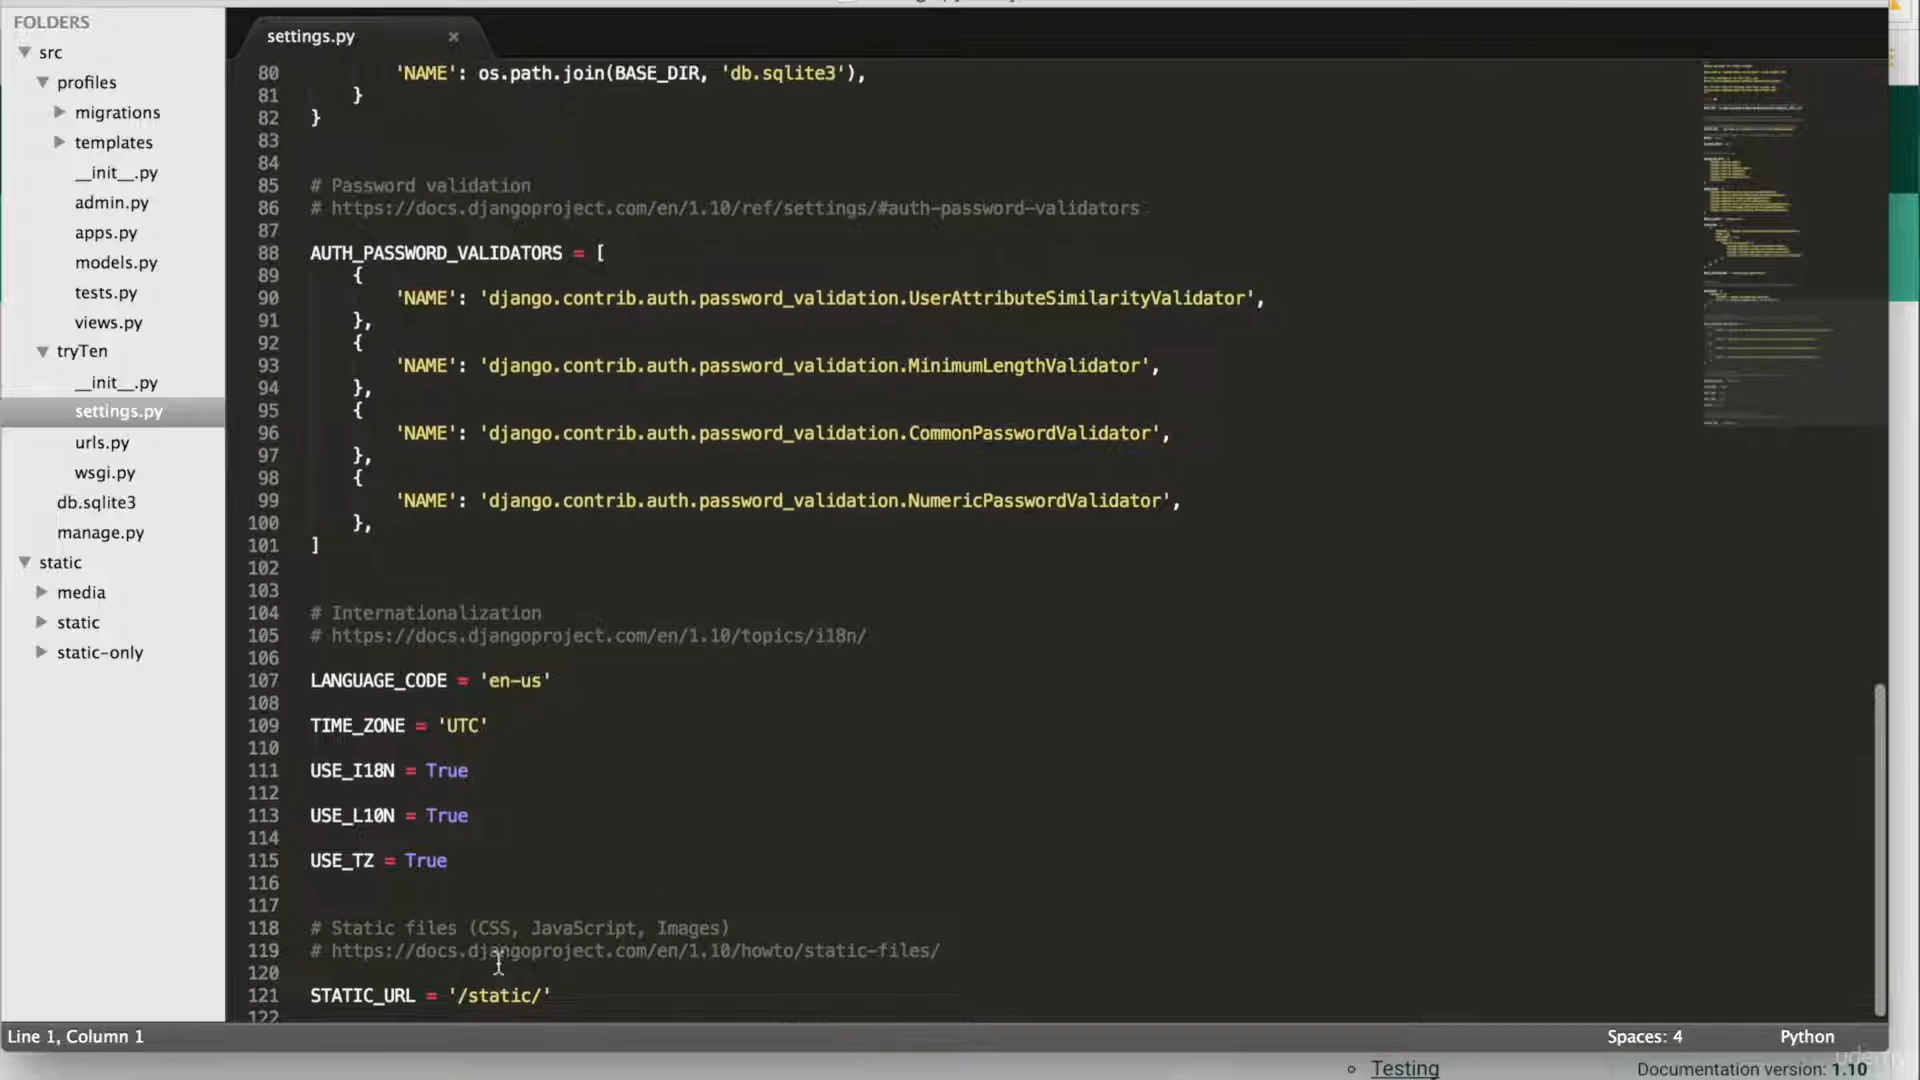 FOLDERS
src
profiles
migrations
templates
__init__.py
admin.py
apps.py
models.py
tests.py
views.py
tryTen
__init__.py
settings.py
urls.py
wsgi.py
db.sqlite3
manage.py
static
media
static
static-only
settings.py ×
80 'NAME': os.path.join(BASE_DIR, 'db.sqlite3'),
81 }
82 }
83
84
85 # Password validation
86 # https://docs.djangoproject.com/en/1.10/ref/settings/#auth-password-validators
87
88 AUTH_PASSWORD_VALIDATORS = [
89 {
90 'NAME': 'django.contrib.auth.password_validation.UserAttributeSimilarityValidator',
91 },
92 {
93 'NAME': 'django.contrib.auth.password_validation.MinimumLengthValidator',
94 },
95 {
96 'NAME': 'django.contrib.auth.password_validation.CommonPasswordValidator',
97 },
98 {
99 'NAME': 'django.contrib.auth.password_validation.NumericPasswordValidator',
100 },
101 ]
102
103
104 # Internationalization
105 # https://docs.djangoproject.com/en/1.10/topics/i18n/
106
107 LANGUAGE_CODE = 'en-us'
108
109 TIME_ZONE = 'UTC'
110
111 USE_I18N = True
112
113 USE_L10N = True
114
115 USE_TZ = True
116
117
118 # Static files (CSS, JavaScript, Images)
119 # https://docs.djangoproject.com/en/1.10/howto/static-files/
120
121 STATIC_URL = '/static/'
122
Line 1, Column 1
Spaces: 4
Python
Testing
Documentation version: 1.10